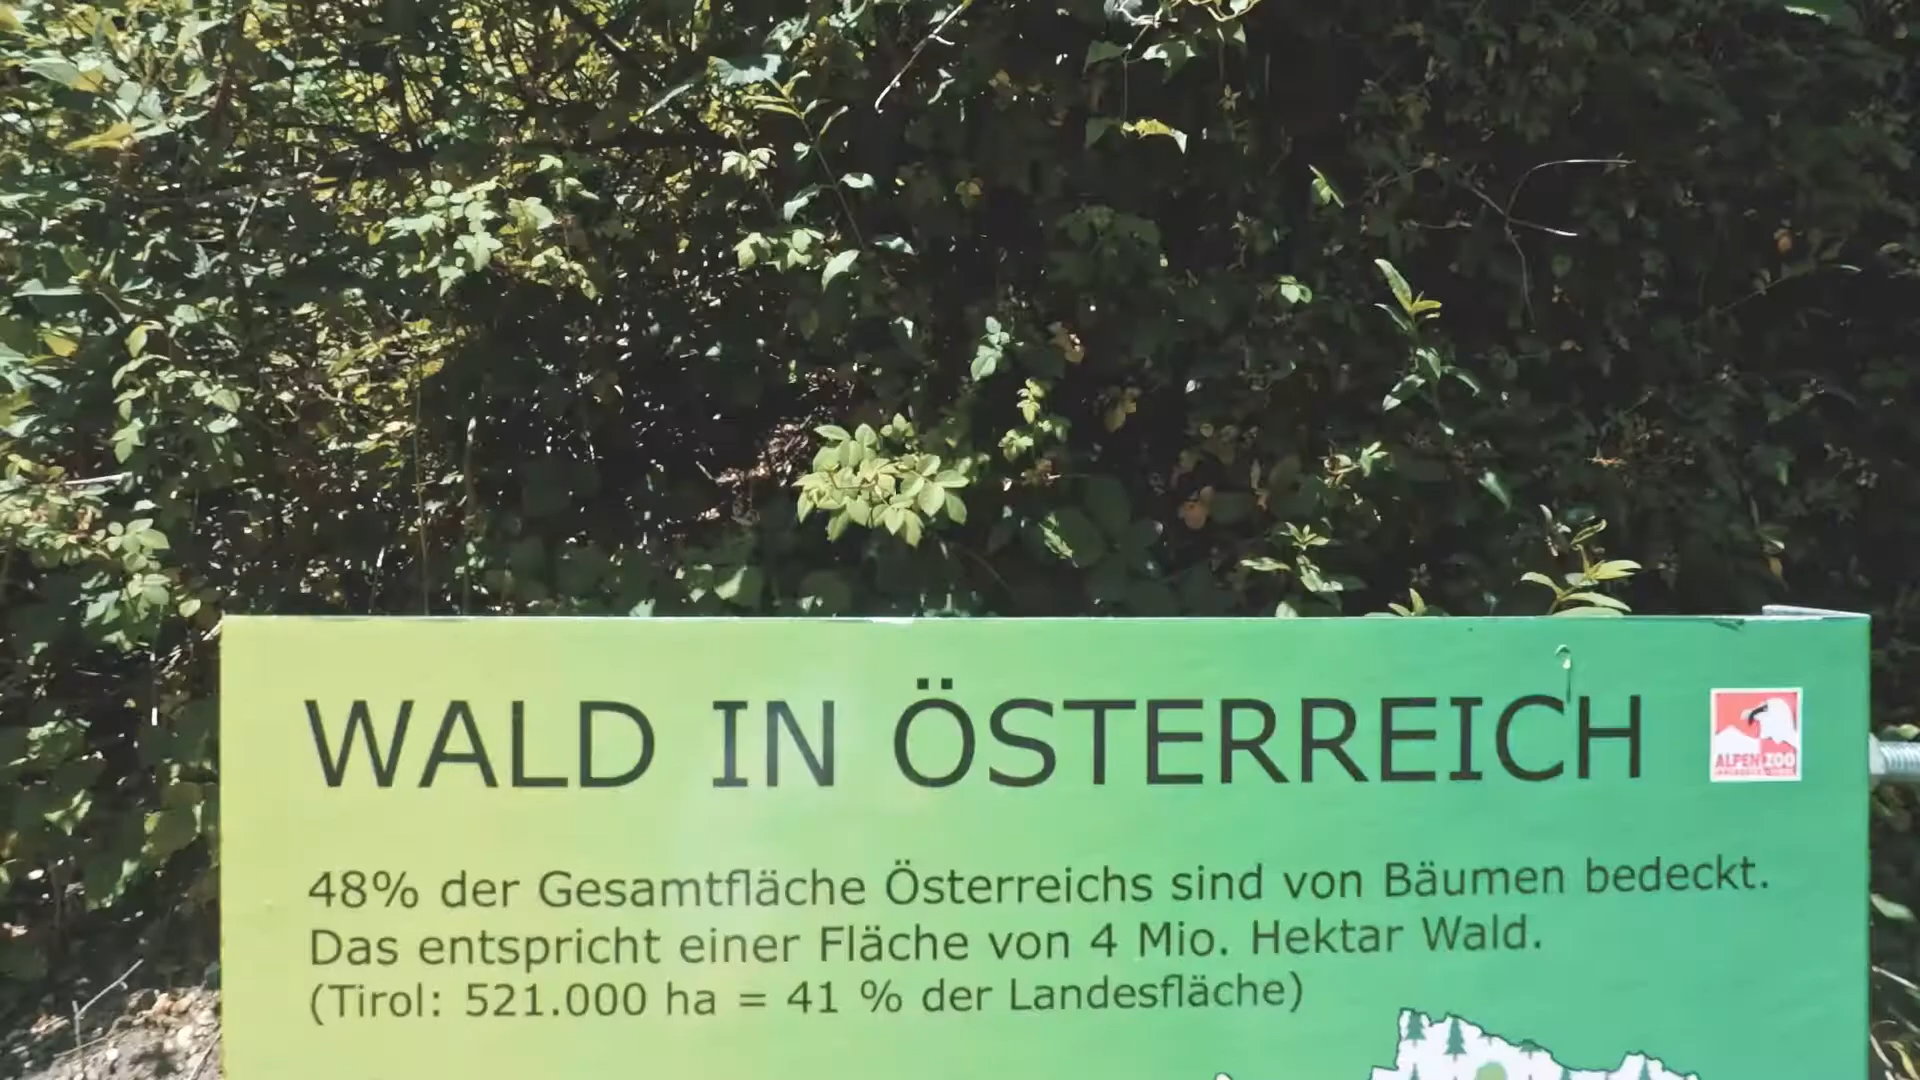 WALD IN ÖSTERREICH
ALPENZOO
48% der Gesamtfläche Österreichs sind von Bäumen bedeckt.
Das entspricht einer Fläche von 4 Mio. Hektar Wald.
(Tirol: 521.000 ha = 41 % der Landesfläche)